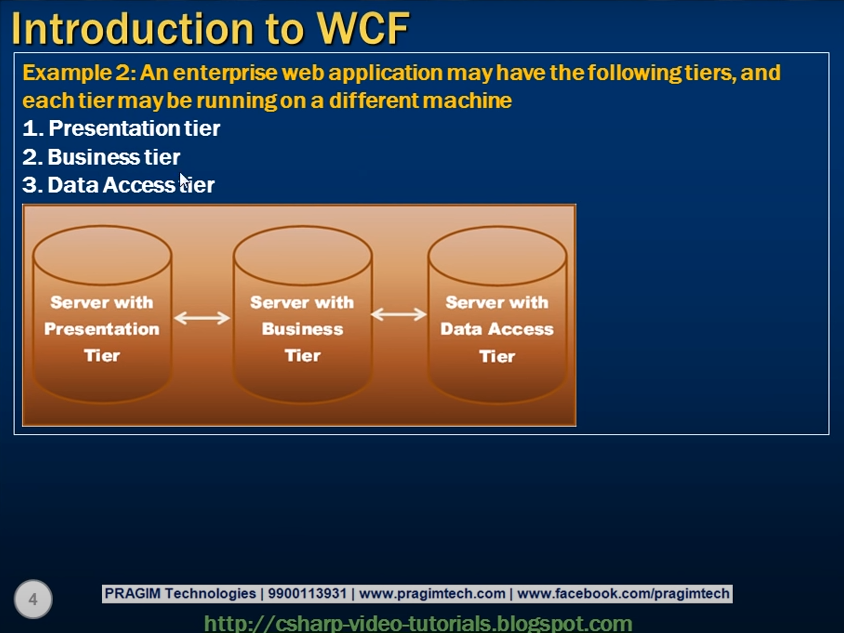 Introduction to WCF
Example 2: An enterprise web application may have the following tiers, and
each tier may be running on a different machine
1. Presentation tier
2. Business tier
3. Data Access tier
Server with
Presentation
Tier
Server with
Business
Tier
Server with
Data Access
Tier
4
PRAGIM Technologies | 9900113931 | www.pragimtech.com | www.facebook.com/pragimtech
http://csharp-video-tutorials.blogspot.com